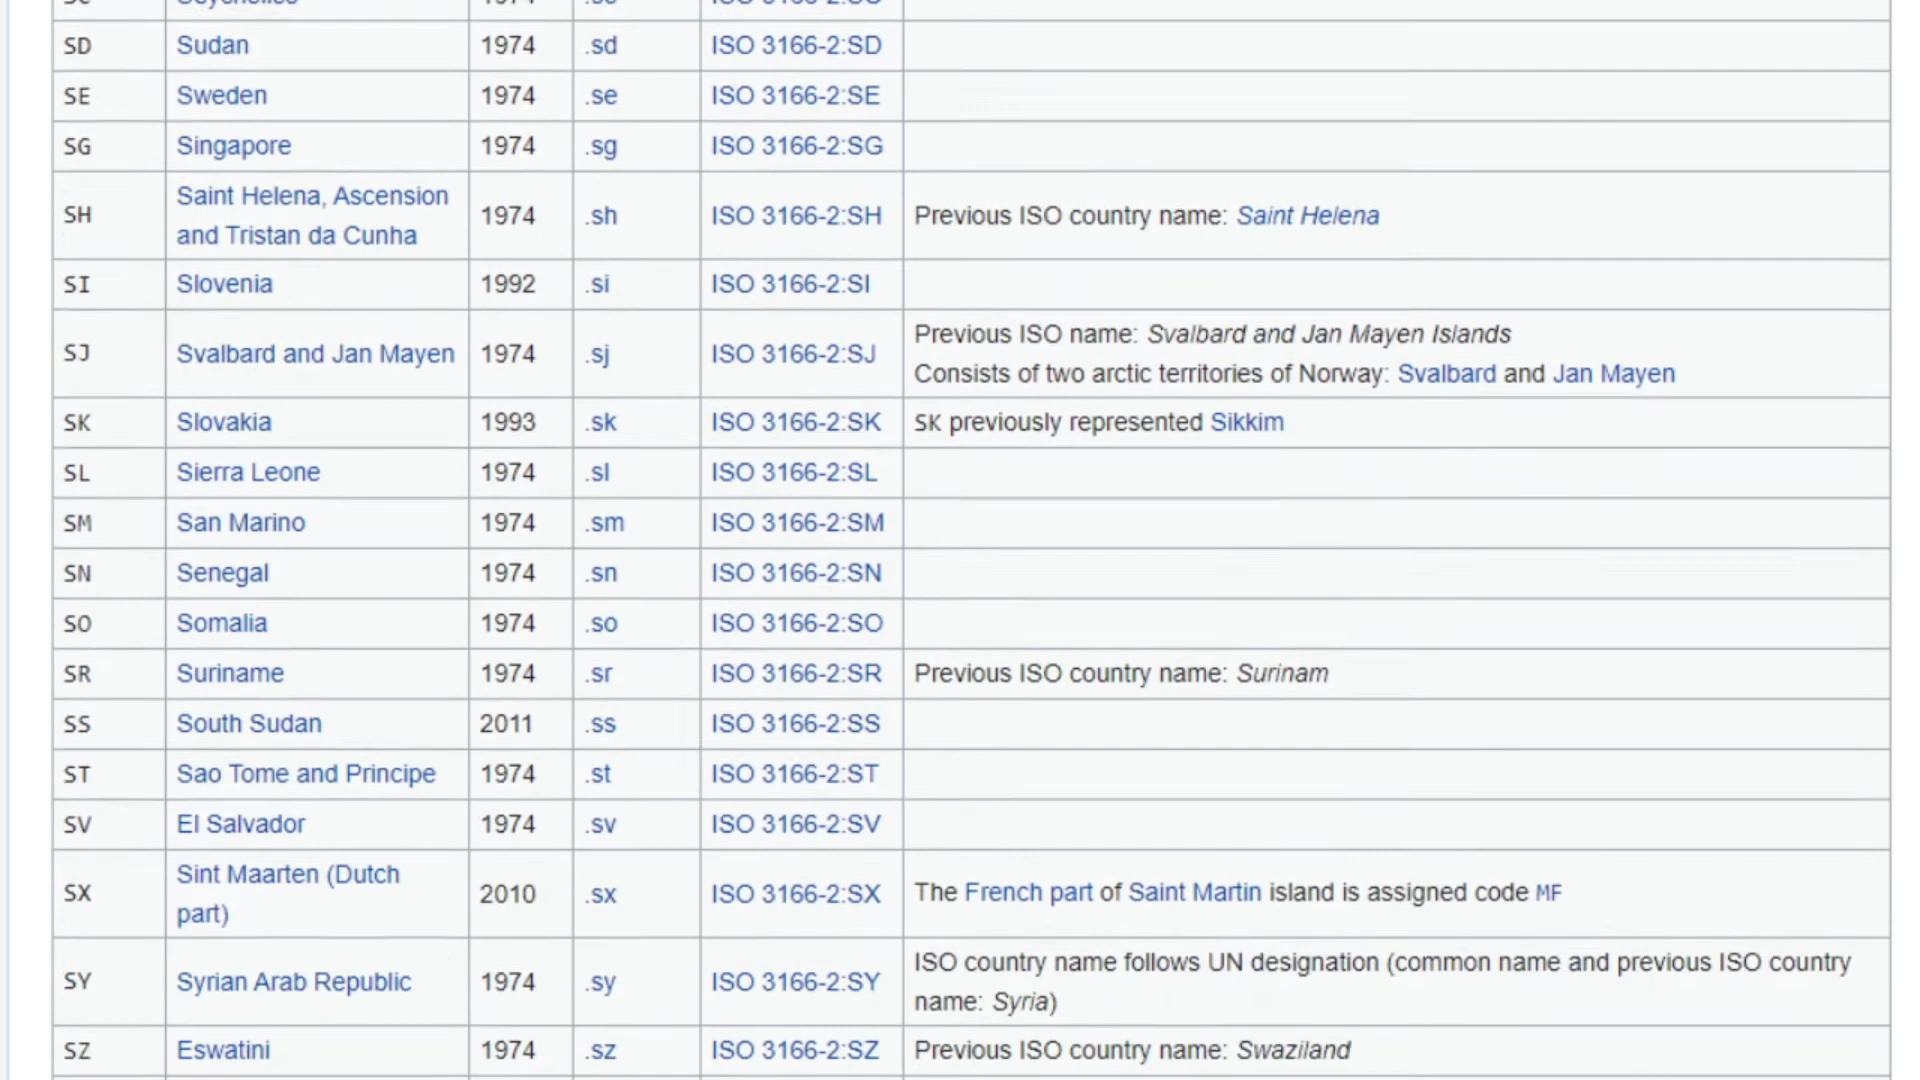 SD Sudan 1974 .sd ISO 3166-2:SD
SE Sweden 1974 .se ISO 3166-2:SE
SG Singapore 1974 .sg ISO 3166-2:SG
SH Saint Helena, Ascension and Tristan da Cunha 1974 .sh ISO 3166-2:SH Previous ISO country name: Saint Helena
SI Slovenia 1992 .si ISO 3166-2:SI
SJ Svalbard and Jan Mayen 1974 .sj ISO 3166-2:SJ Previous ISO name: Svalbard and Jan Mayen Islands
Consists of two arctic territories of Norway: Svalbard and Jan Mayen
SK Slovakia 1993 .sk ISO 3166-2:SK SK previously represented Sikkim
SL Sierra Leone 1974 .sl ISO 3166-2:SL
SM San Marino 1974 .sm ISO 3166-2:SM
SN Senegal 1974 .sn ISO 3166-2:SN
SO Somalia 1974 .so ISO 3166-2:SO
SR Suriname 1974 .sr ISO 3166-2:SR Previous ISO country name: Surinam
SS South Sudan 2011 .ss ISO 3166-2:SS
ST Sao Tome and Principe 1974 .st ISO 3166-2:ST
SV El Salvador 1974 .sv ISO 3166-2:SV
SX Sint Maarten (Dutch part) 2010 .sx ISO 3166-2:SX The French part of Saint Martin island is assigned code MF
SY Syrian Arab Republic 1974 .sy ISO 3166-2:SY ISO country name follows UN designation (common name and previous ISO country
name: Syria)
SZ Eswatini 1974 .sz ISO 3166-2:SZ Previous ISO country name: Swaziland